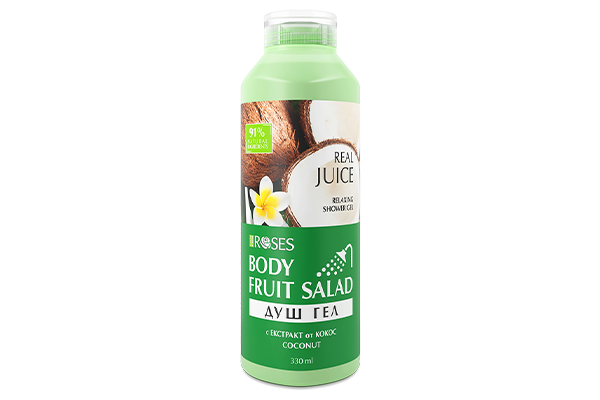 91%
NATURAL
INGREDIENTS
REAL
JUICE
RELAXING
SHOWER GEL
ROSES
BODY
FRUIT SALAD
ДУШ ГЕЛ
с ЕКСТРАКТ от КОКОС
COCONUT
330 ml